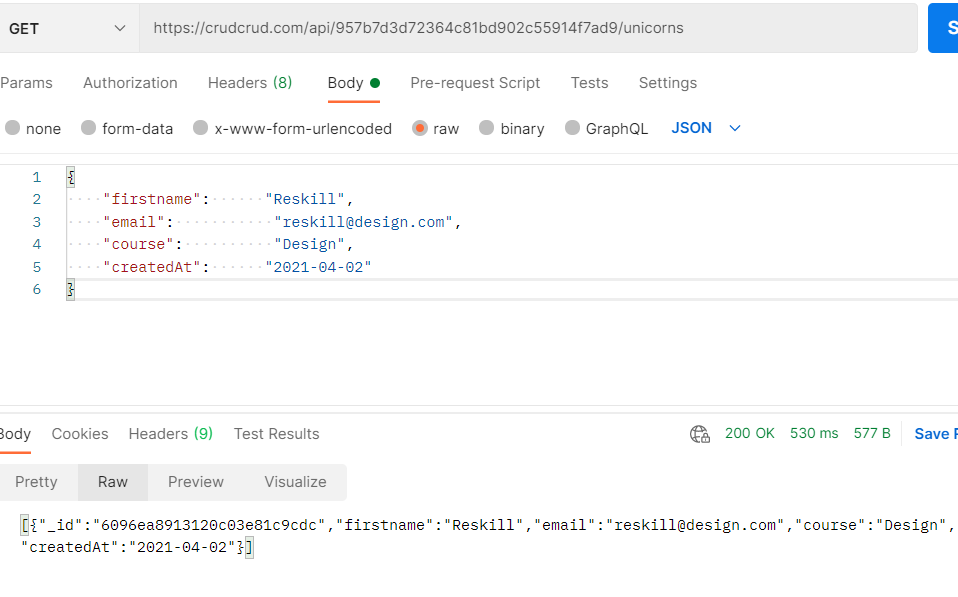 GET https://crudcrud.com/api/957b7d3d72364c81bd902c55914f7ad9/unicorns S
Params Authorization Headers (8) Body Pre-request Script Tests Settings
none form-data x-www-form-urlencoded raw binary GraphQL JSON
1 {
2 "firstname": "Reskill",
3 "email": "reskill@design.com",
4 "course": "Design",
5 "createdAt": "2021-04-02"
6 }
Body Cookies Headers (9) Test Results 200 OK 530 ms 577 B Save R
Pretty Raw Preview Visualize
[{"_id":"6096ea8913120c03e81c9cdc","firstname":"Reskill","email":"reskill@design.com","course":"Design",
"createdAt":"2021-04-02"}]